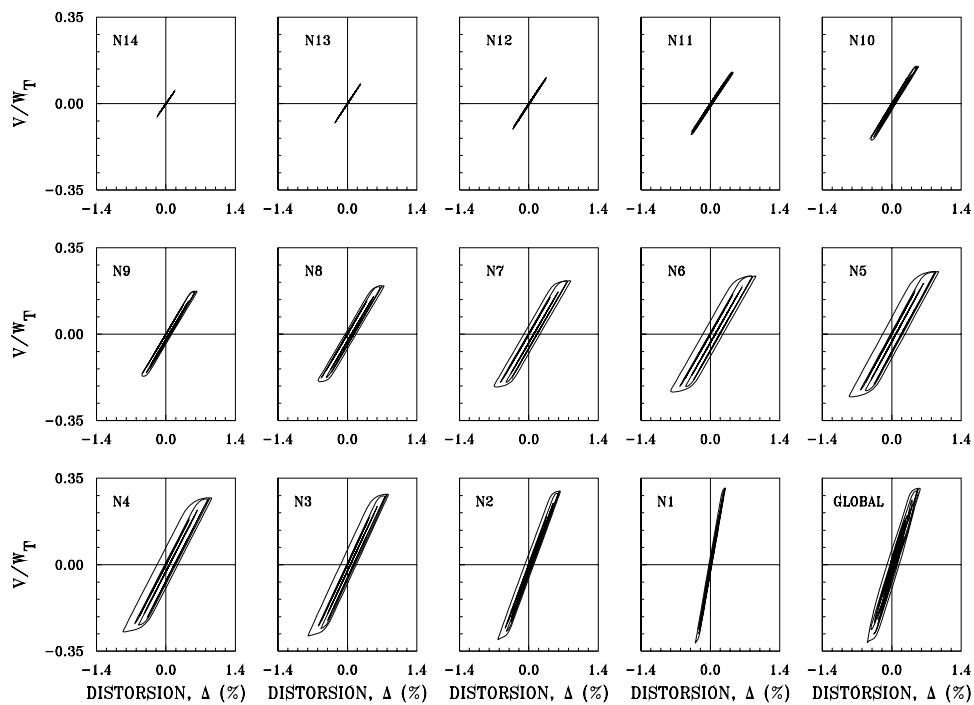 0.35 N14 N13 N12 N11 N10
V/W_T 0.00
−0.35
−1.4 0.0 1.4 −1.4 0.0 1.4 −1.4 0.0 1.4 −1.4 0.0 1.4 −1.4 0.0 1.4
0.35 N9 N8 N7 N6 N5
V/W_T 0.00
−0.35
−1.4 0.0 1.4 −1.4 0.0 1.4 −1.4 0.0 1.4 −1.4 0.0 1.4 −1.4 0.0 1.4
0.35 N4 N3 N2 N1 GLOBAL
V/W_T 0.00
−0.35
−1.4 0.0 1.4 −1.4 0.0 1.4 −1.4 0.0 1.4 −1.4 0.0 1.4 −1.4 0.0 1.4
DISTORSION, Δ (%) DISTORSION, Δ (%) DISTORSION, Δ (%) DISTORSION, Δ (%) DISTORSION, Δ (%)